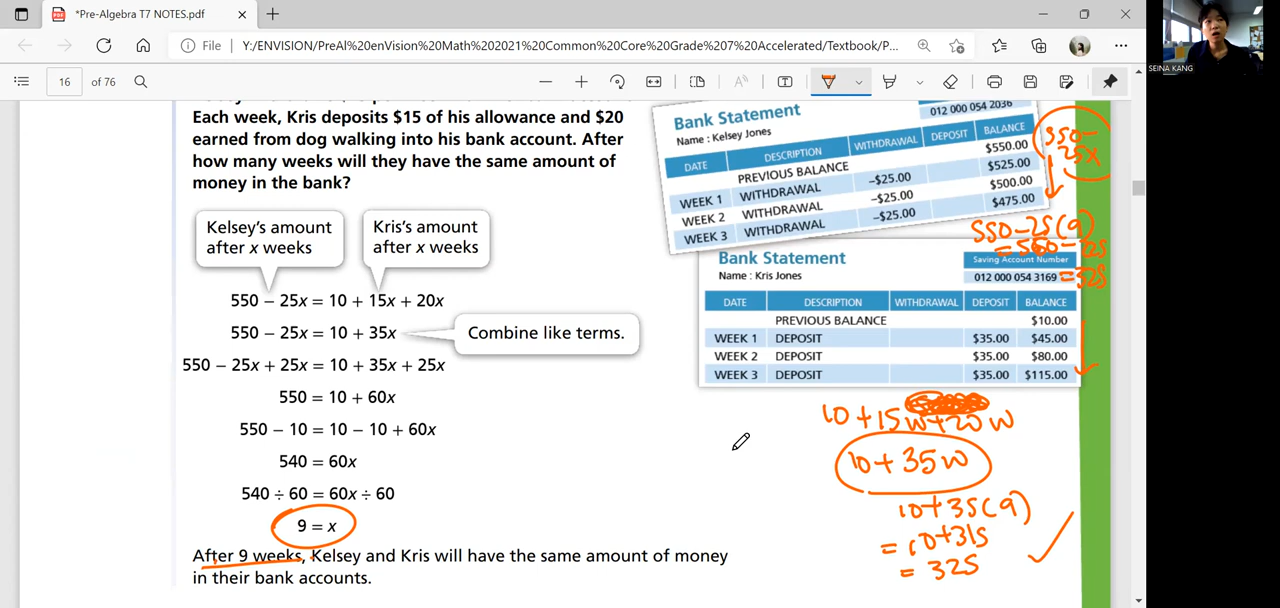 *Pre-Algebra T7 NOTES.pdf
File Y:/ENVISION/PreAl%20enVision%20Math%202021%20Common%20Core%20Grade%207%20Accelerated/Textbook/P...
16 of 76
SEINA KANG
Each week, Kris deposits $15 of his allowance and $20
earned from dog walking into his bank account. After
how many weeks will they have the same amount of
money in the bank?
Kelsey's amount
after x weeks
Kris's amount
after x weeks
550 − 25x = 10 + 15x + 20x
550 − 25x = 10 + 35x
Combine like terms.
550 − 25x + 25x = 10 + 35x + 25x
550 = 10 + 60x
550 − 10 = 10 − 10 + 60x
540 = 60x
540 ÷ 60 = 60x ÷ 60
9 = x
After 9 weeks, Kelsey and Kris will have the same amount of money
in their bank accounts.
Bank Statement
012 000 054 2036
Name : Kelsey Jones
DATE DESCRIPTION WITHDRAWAL DEPOSIT BALANCE
PREVIOUS BALANCE $550.00
WEEK 1 WITHDRAWAL −$25.00 $525.00
WEEK 2 WITHDRAWAL −$25.00 $500.00
WEEK 3 WITHDRAWAL −$25.00 $475.00
550−
25x
550−25(9)
=550−225
=325
Bank Statement
Saving Account Number
Name : Kris Jones
012 000 054 3169
DATE DESCRIPTION WITHDRAWAL DEPOSIT BALANCE
PREVIOUS BALANCE $10.00
WEEK 1 DEPOSIT $35.00 $45.00
WEEK 2 DEPOSIT $35.00 $80.00
WEEK 3 DEPOSIT $35.00 $115.00
10+15w+20w
10+35w
10+35(9)
=10+315
=325